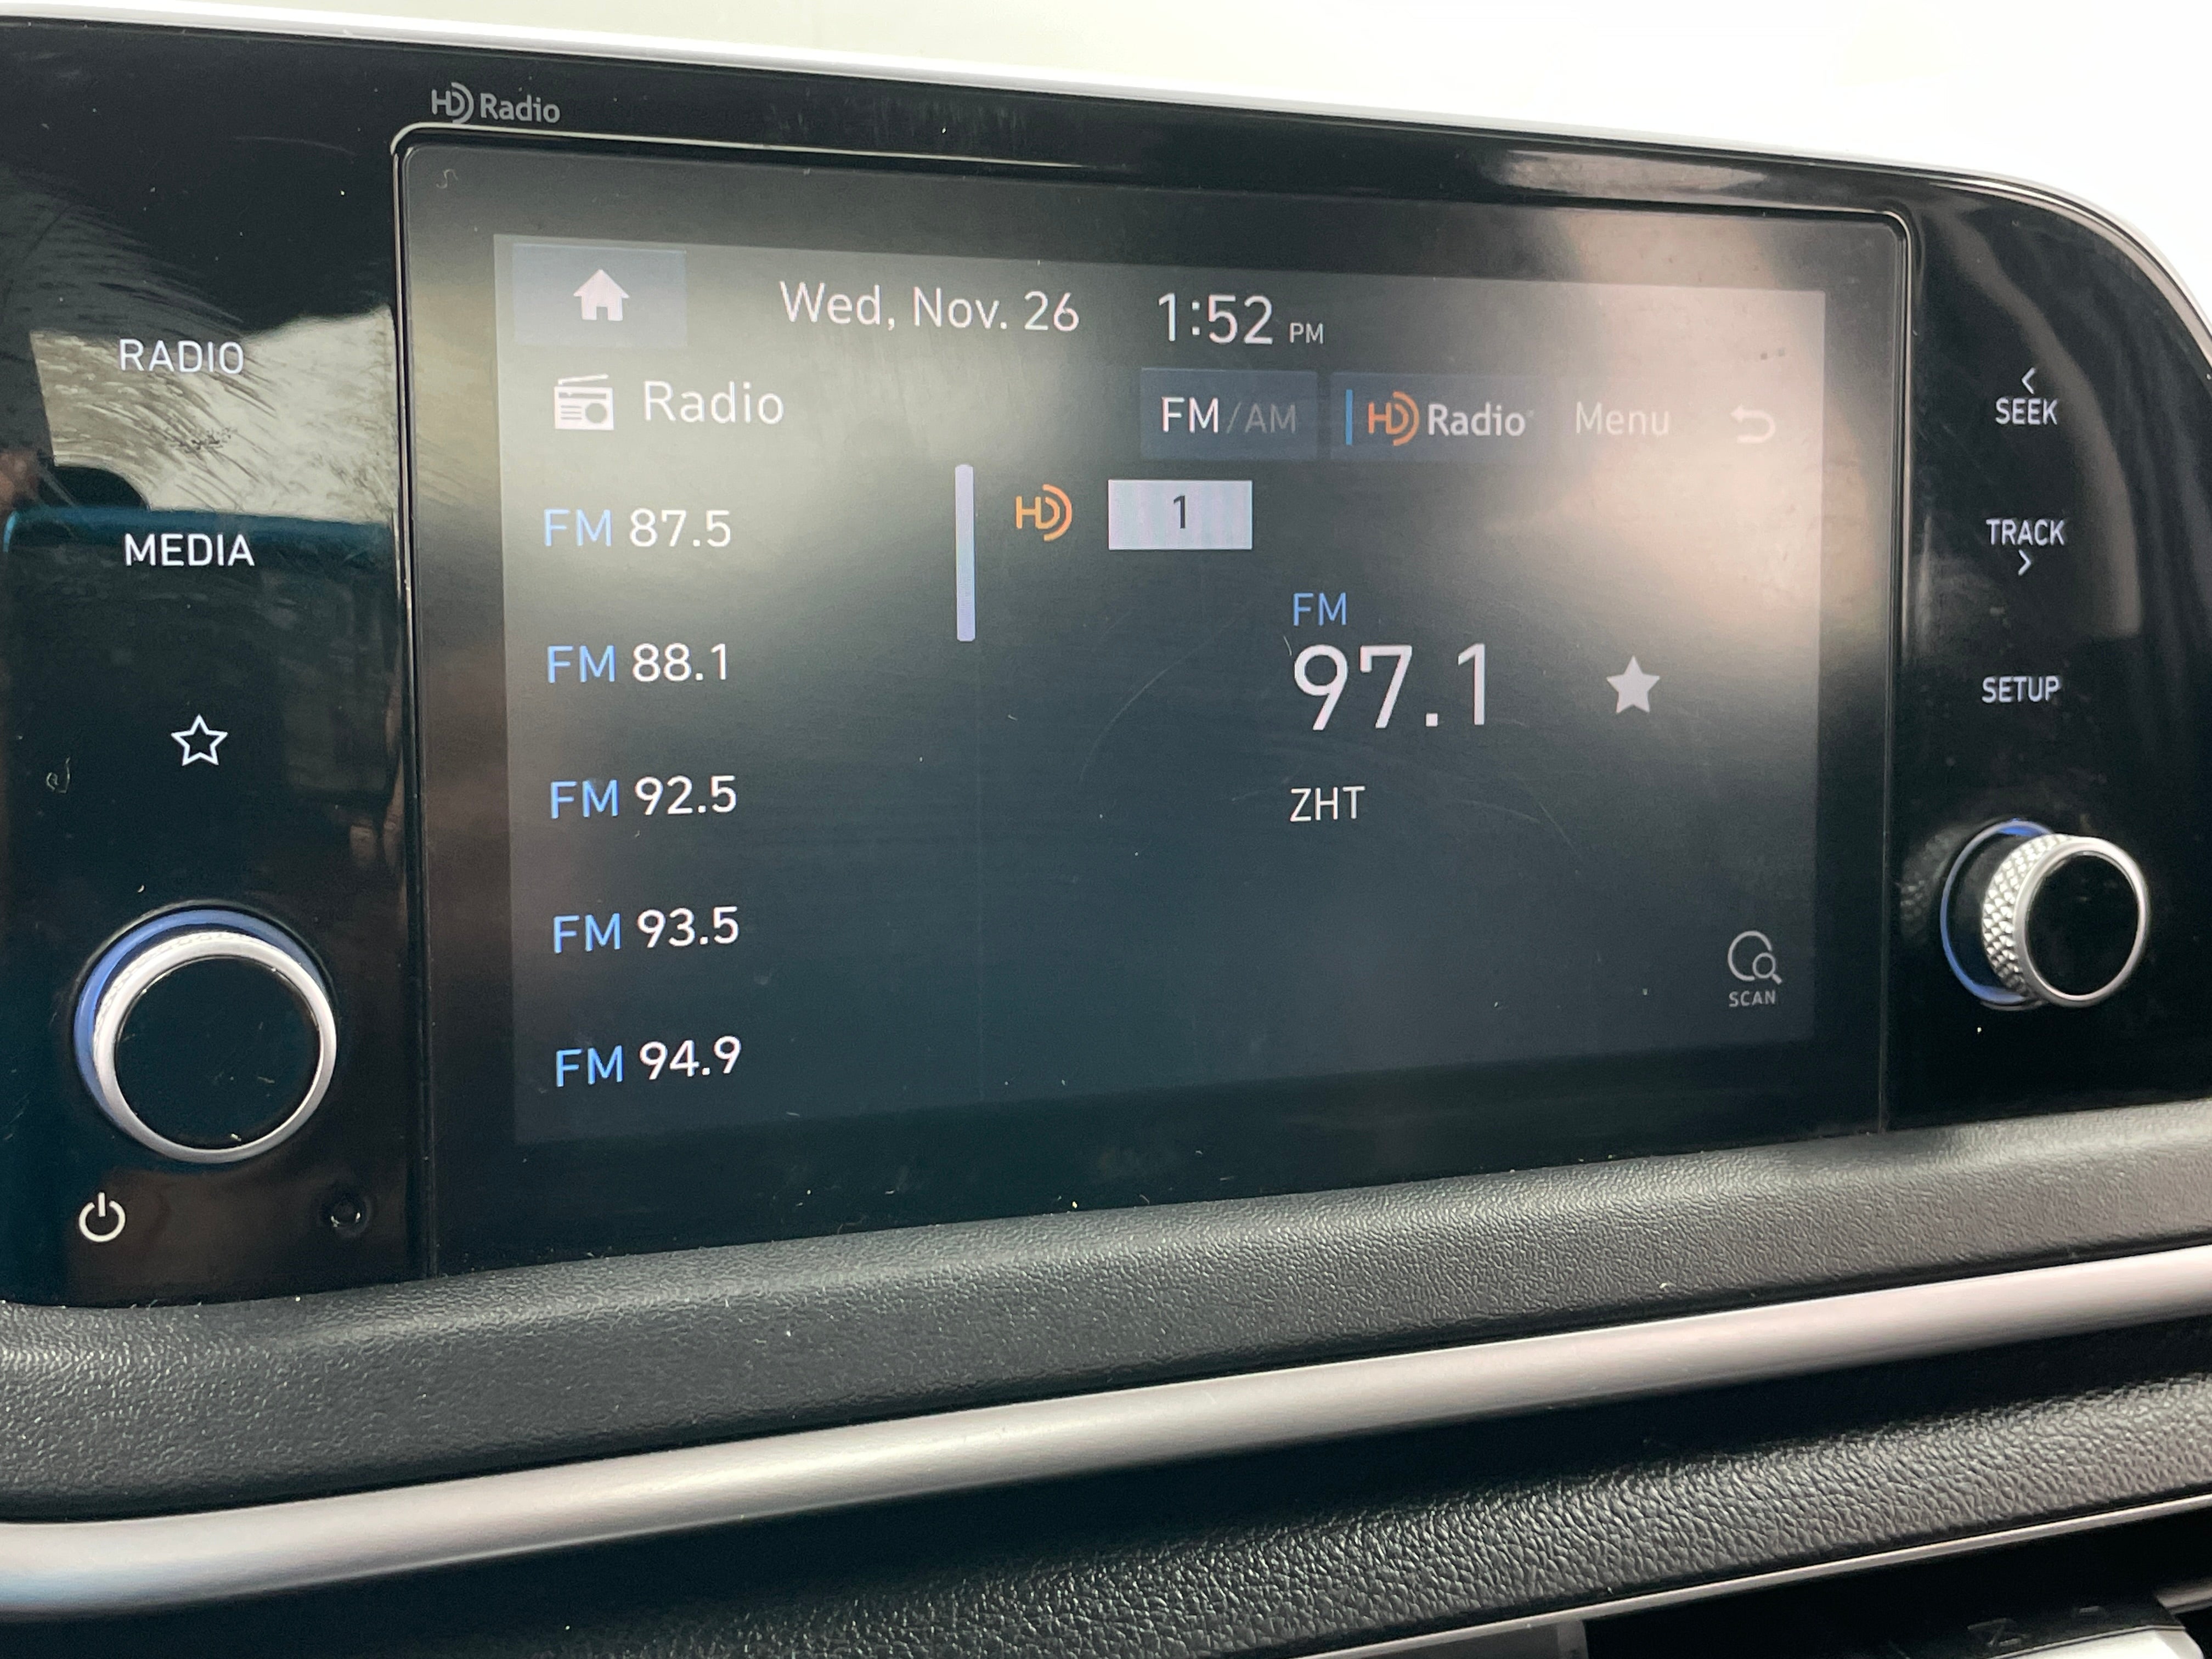 HD Radio
RADIO
MEDIA
Wed, Nov. 26 1:52 PM
Radio
FM/AM HD Radio Menu
HD 1
FM 87.5
FM 88.1
FM 92.5
FM 93.5
FM 94.9
FM
97.1
ZHT
SCAN
SEEK
TRACK
SETUP